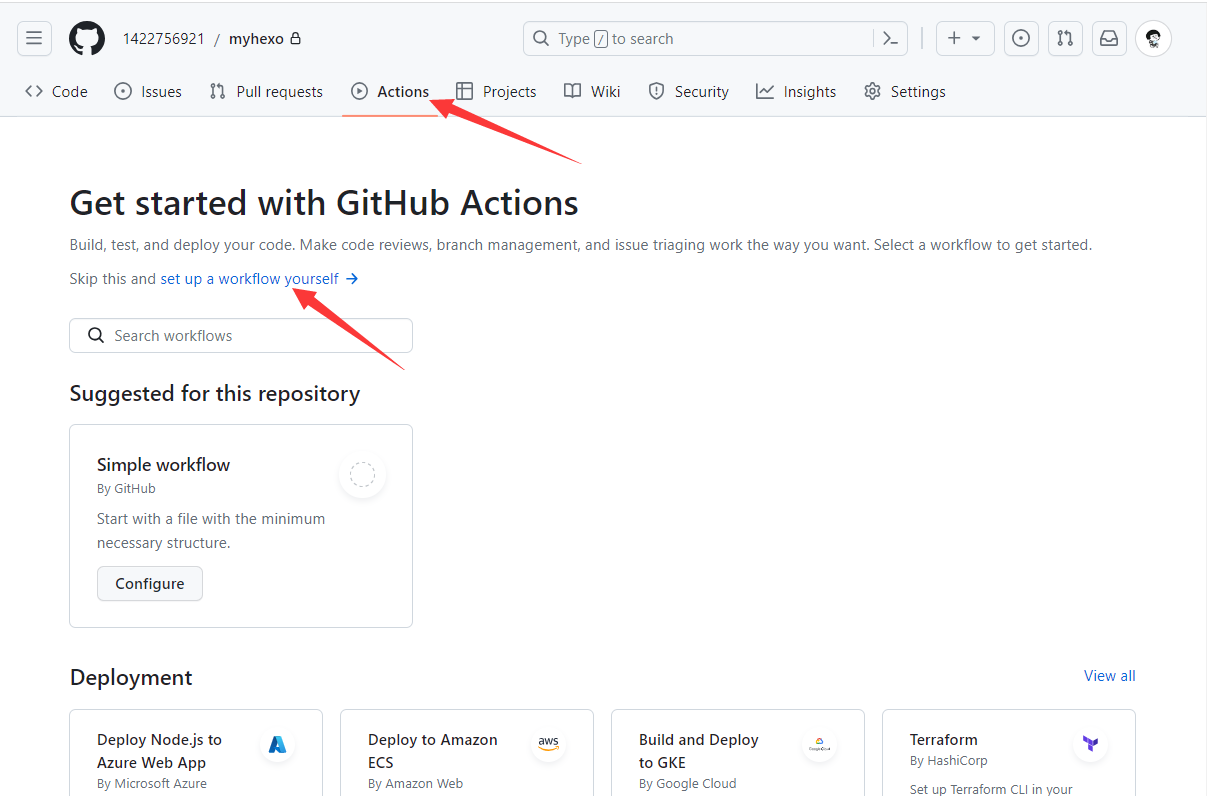 1422756921 / myhexo
Type / to search
Code Issues Pull requests Actions Projects Wiki Security Insights Settings
Get started with GitHub Actions
Build, test, and deploy your code. Make code reviews, branch management, and issue triaging work the way you want. Select a workflow to get started.
Skip this and set up a workflow yourself →
Search workflows
Suggested for this repository
Simple workflow
By GitHub
Start with a file with the minimum
necessary structure.
Configure
Deployment
View all
Deploy Node.js to
Azure Web App
By Microsoft Azure
Deploy to Amazon
ECS
By Amazon Web
aws
Build and Deploy
to GKE
By Google Cloud
Google Cloud
Terraform
By HashiCorp
Set up Terraform CLI in your